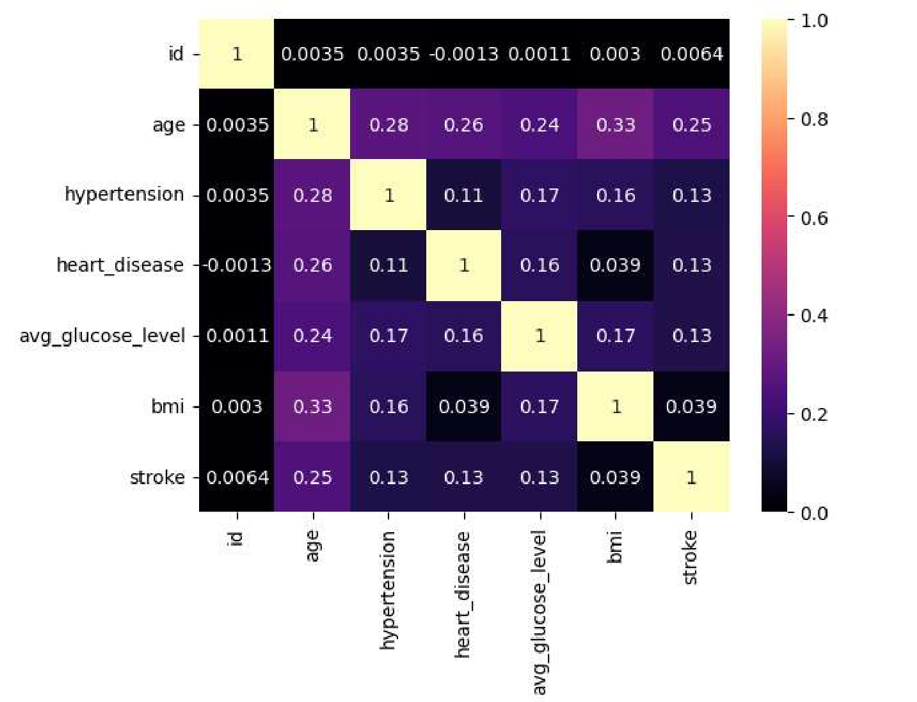 id 1 0.0035 0.0035 -0.0013 0.0011 0.003 0.0064
age 0.0035 1 0.28 0.26 0.24 0.33 0.25
hypertension 0.0035 0.28 1 0.11 0.17 0.16 0.13
heart_disease -0.0013 0.26 0.11 1 0.16 0.039 0.13
avg_glucose_level 0.0011 0.24 0.17 0.16 1 0.17 0.13
bmi 0.003 0.33 0.16 0.039 0.17 1 0.039
stroke 0.0064 0.25 0.13 0.13 0.13 0.039 1
id
age
hypertension
heart_disease
avg_glucose_level
bmi
stroke
1.0
0.8
0.6
0.4
0.2
0.0